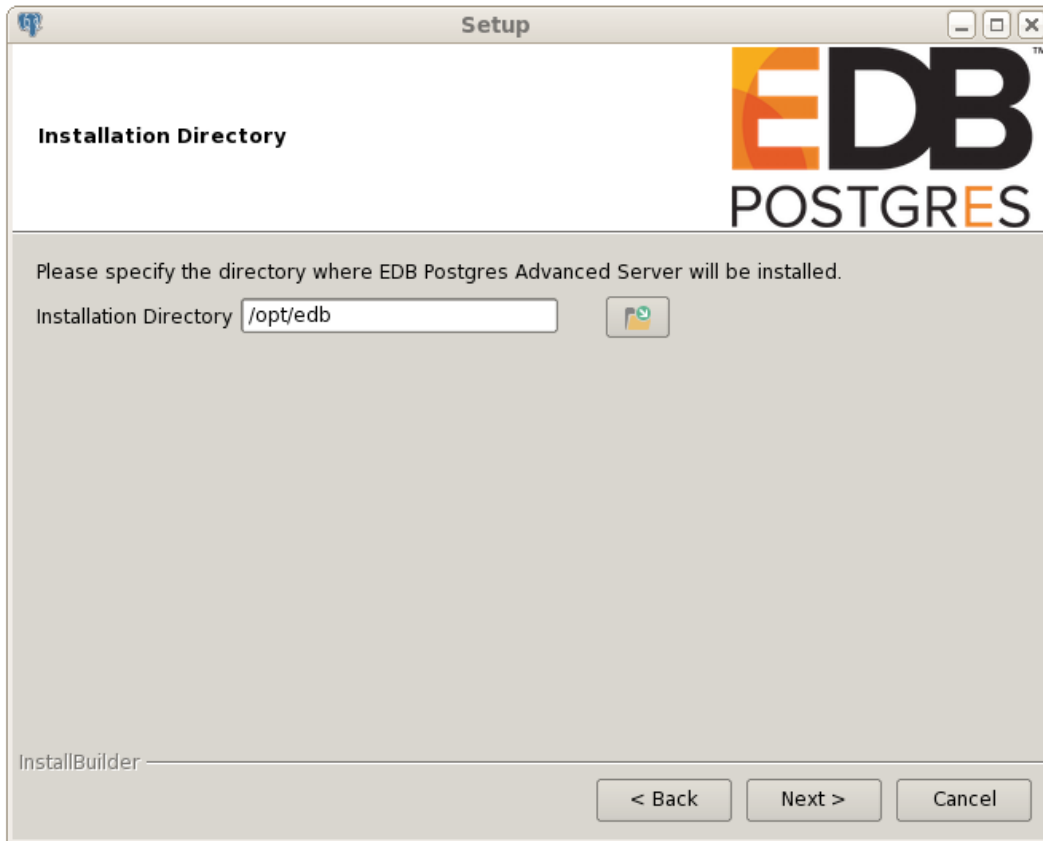 Setup
EDB™
POSTGRES
Installation Directory
Please specify the directory where EDB Postgres Advanced Server will be installed.
Installation Directory /opt/edb
InstallBuilder
< Back Next > Cancel